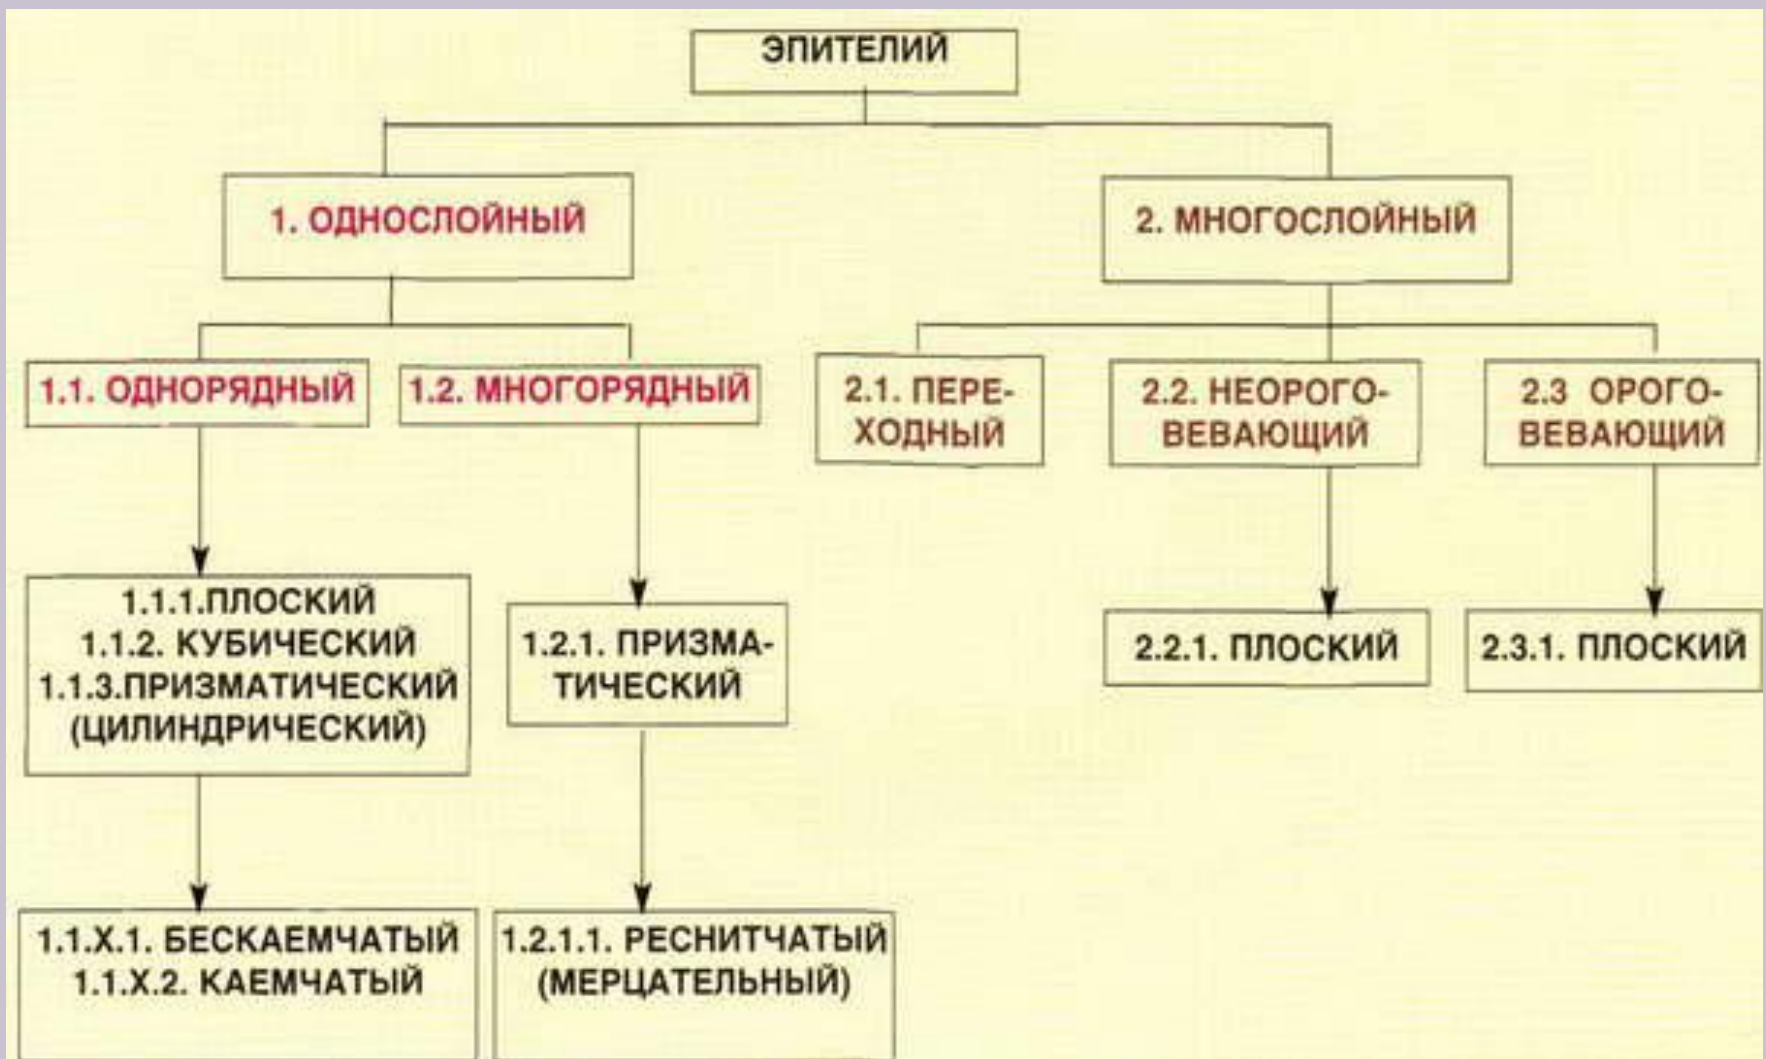 ЭПИТЕЛИЙ
1. ОДНОСЛОЙНЫЙ
2. МНОГОСЛОЙНЫЙ
1.1. ОДНОРЯДНЫЙ
1.2. МНОГОРЯДНЫЙ
2.1. ПЕРЕ-
ХОДНЫЙ
2.2. НЕОРОГО-
ВЕВАЮЩИЙ
2.3 ОРОГО-
ВЕВАЮЩИЙ
1.1.1.ПЛОСКИЙ
1.1.2. КУБИЧЕСКИЙ
1.1.3.ПРИЗМАТИЧЕСКИЙ
(ЦИЛИНДРИЧЕСКИЙ)
1.2.1. ПРИЗМА-
ТИЧЕСКИЙ
2.2.1. ПЛОСКИЙ
2.3.1. ПЛОСКИЙ
1.1.X.1. БЕСКАЕМЧАТЫЙ
1.1.X.2. КАЕМЧАТЫЙ
1.2.1.1. РЕСНИТЧАТЫЙ
(МЕРЦАТЕЛЬНЫЙ)